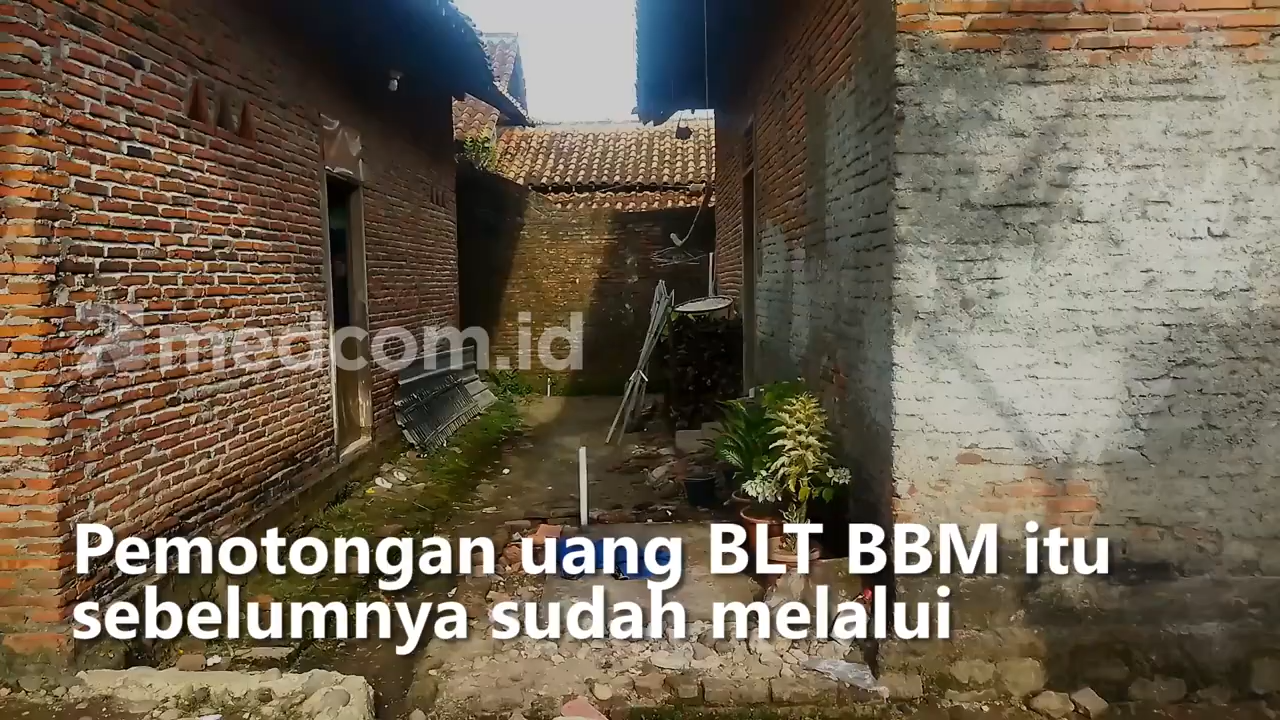 medcom.id
Pemotongan uang BLT BBM itu
sebelumnya sudah melalui